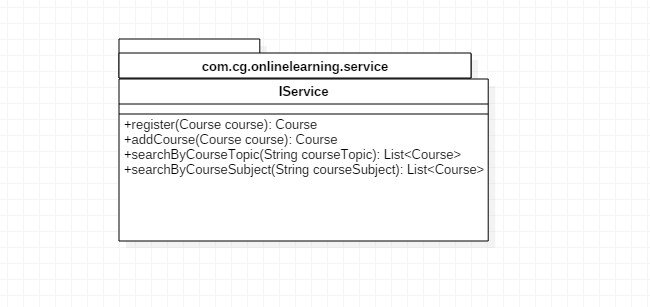 com.cg.onlinelearning.service
IService
+register(Course course): Course
+addCourse(Course course): Course
+searchByCourseTopic(String courseTopic): List<Course>
+searchByCourseSubject(String courseSubject): List<Course>